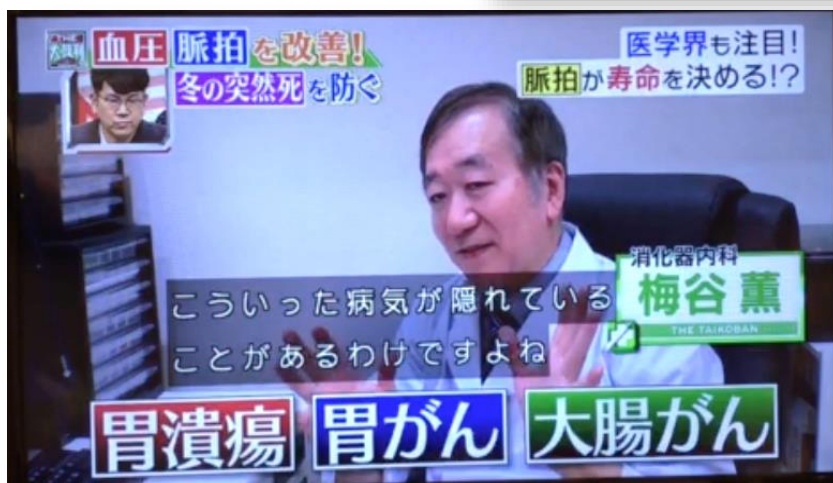 血圧 脈拍を改善!
冬の突然死を防ぐ
医学界も注目!
脈拍が寿命を決める!?
消化器内科
梅谷 薫
THE TAIKOBAN
こういった病気が隠れている
ことがあるわけですよね
胃潰瘍 胃がん 大腸がん